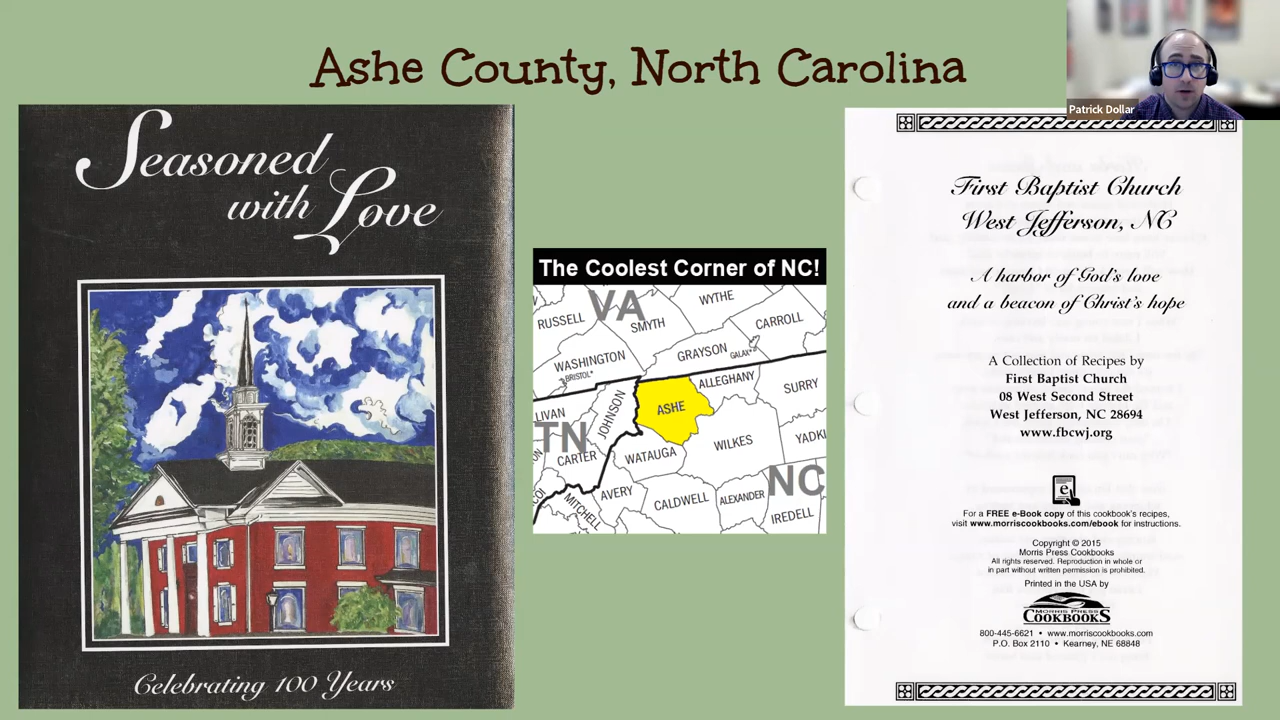 Ashe County, North Carolina
Patrick Dollar
Seasoned
with Love
Celebrating 100 Years
The Coolest Corner of NC!
VA
RUSSELL
SMYTH
WYTHE
CARROLL
WASHINGTON
BRISTOL
GRAYSON
GALAX
ALLEGHANY
SURRY
ASHE
JOHNSON
LIVAN
TN
CARTER
WATAUGA
WILKES
YADKI
NC
AVERY
MITCHELL
CALDWELL
ALEXANDER
IREDELL
First Baptist Church
West Jefferson, NC
A harbor of God's love
and a beacon of Christ's hope
A Collection of Recipes by
First Baptist Church
08 West Second Street
West Jefferson, NC 28694
www.fbcwj.org
e
For a FREE e-Book copy of this cookbook's recipes,
visit www.morriscookbooks.com/ebook for instructions.
Copyright © 2015
Morris Press Cookbooks
All rights reserved. Reproduction in whole or
in part without written permission is prohibited.
Printed in the USA by
MORRIS PRESS
COOKBOOKS
800-445-6621 • www.morriscookbooks.com
P.O. Box 2110 • Kearney, NE 68848